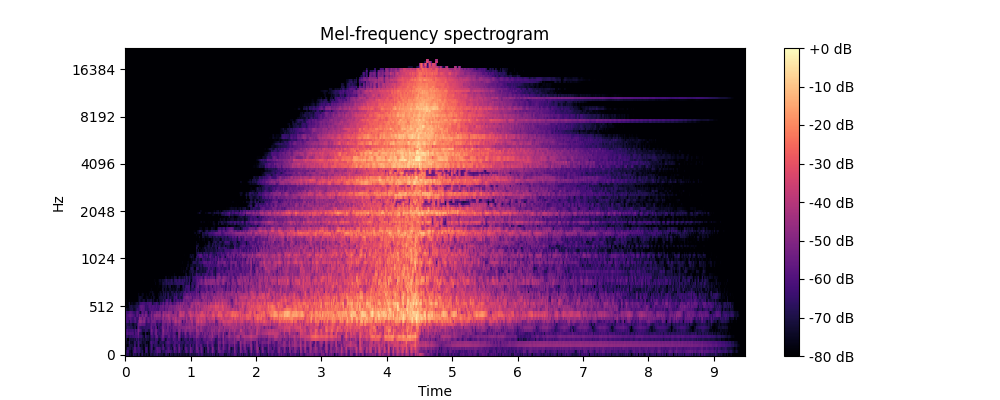 Mel-frequency spectrogram
Hz
16384
8192
4096
2048
1024
512
0
0 1 2 3 4 5 6 7 8 9
Time
+0 dB
-10 dB
-20 dB
-30 dB
-40 dB
-50 dB
-60 dB
-70 dB
-80 dB